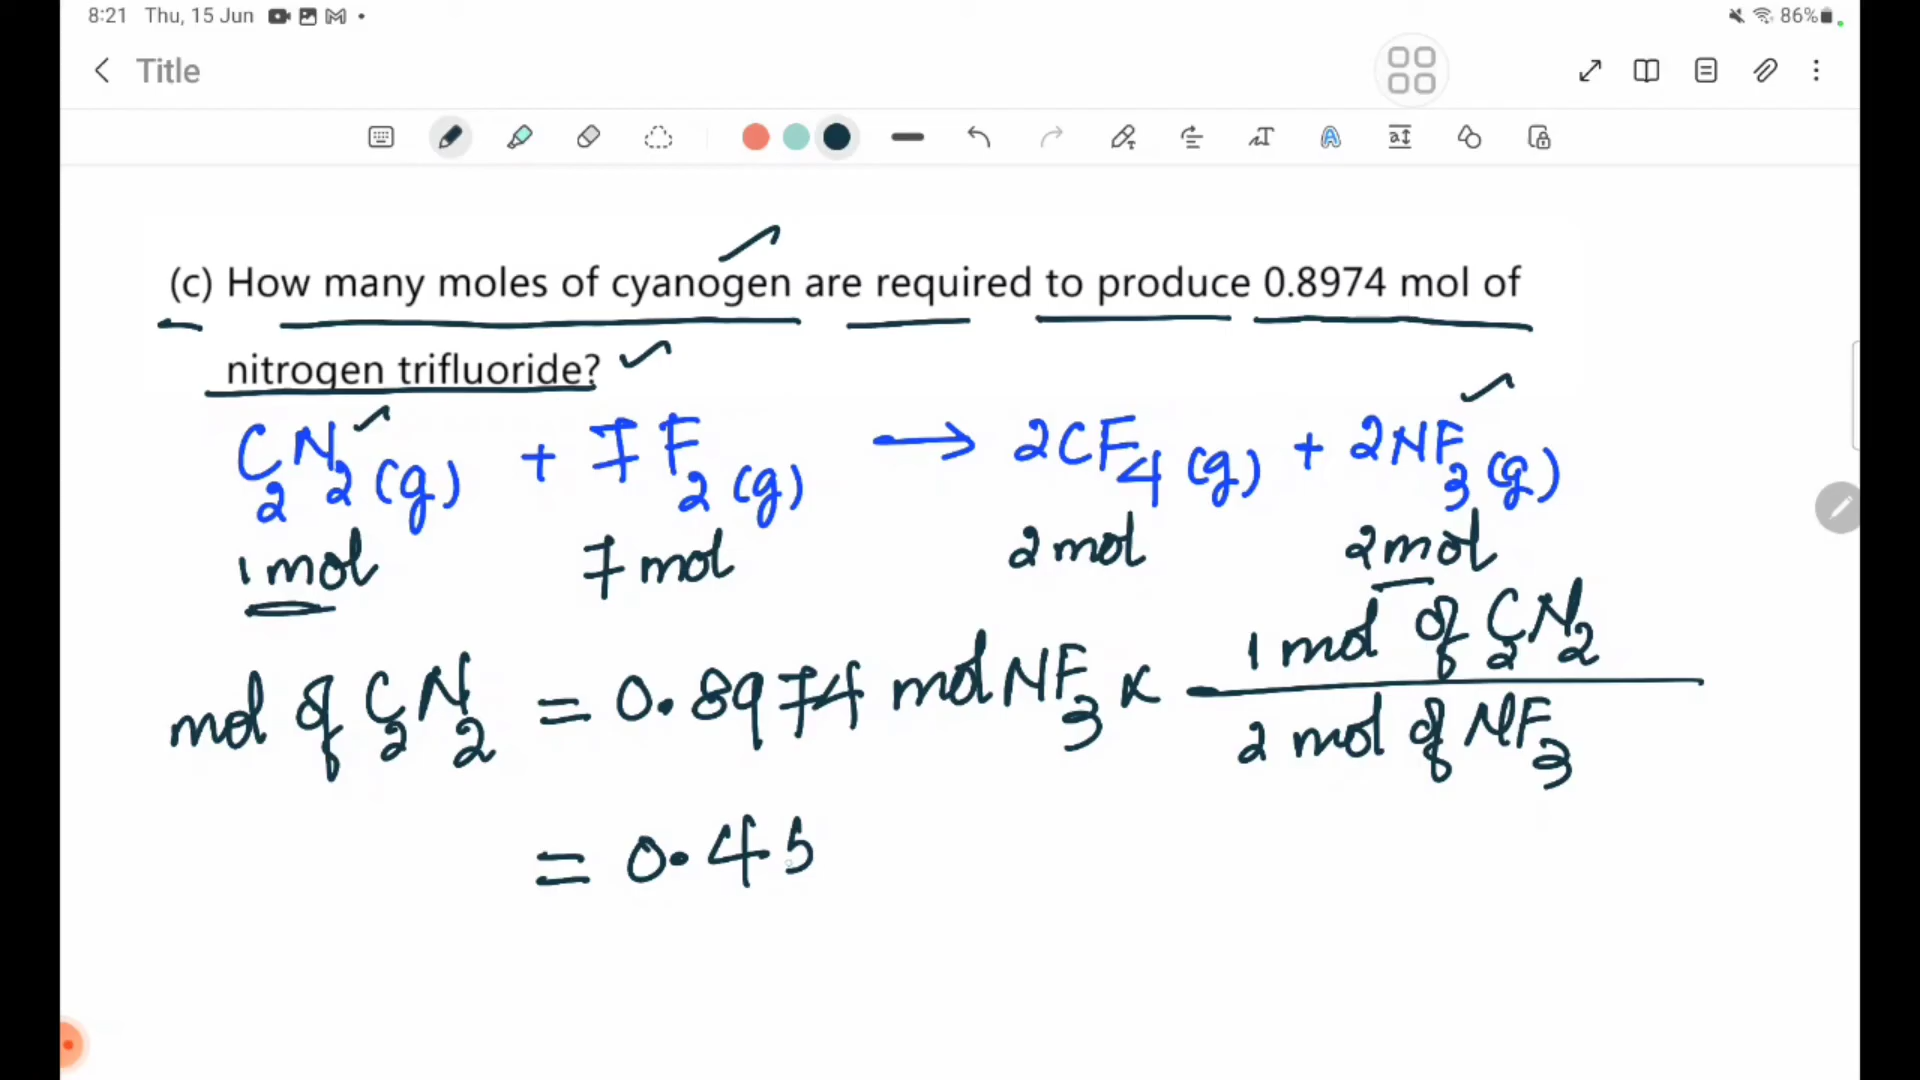 8:21 Thu, 15 Jun 86%
Title
(c) How many moles of cyanogen are required to produce 0.8974 mol of
nitrogen trifluoride?
C₂N₂(g) + 7F₂(g) → 2CF₄(g) + 2NF₃(g)
1 mol 7 mol 2 mol 2 mol
1 mol of C₂N₂
mol of C₂N₂ = 0.8974 mol NF₃ ×
2 mol of NF₃
= 0.45